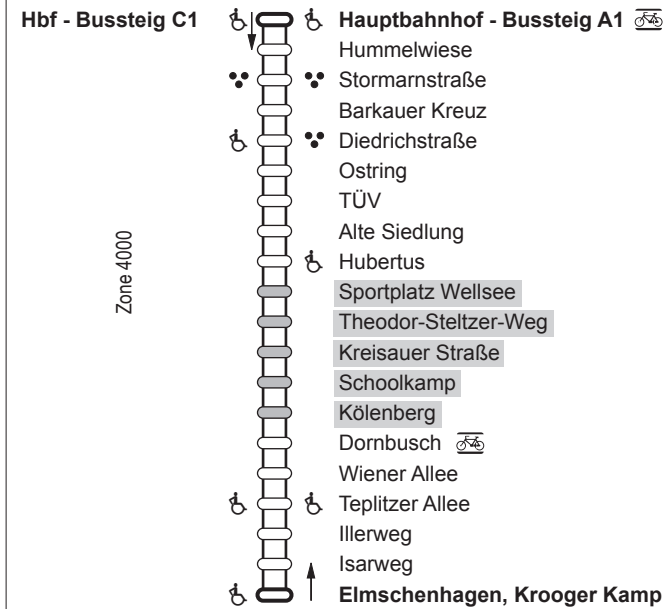 Hbf - Bussteig C1
Hauptbahnhof - Bussteig A1
Hummelwiese
Stormarnstraße
Barkauer Kreuz
Diedrichstraße
Ostring
TÜV
Alte Siedlung
Hubertus
Sportplatz Wellsee
Theodor-Steltzer-Weg
Kreisauer Straße
Schoolkamp
Kölenberg
Dornbusch
Wiener Allee
Teplitzer Allee
Illerweg
Isarweg
Elmschenhagen, Krooger Kamp
Zone 4000